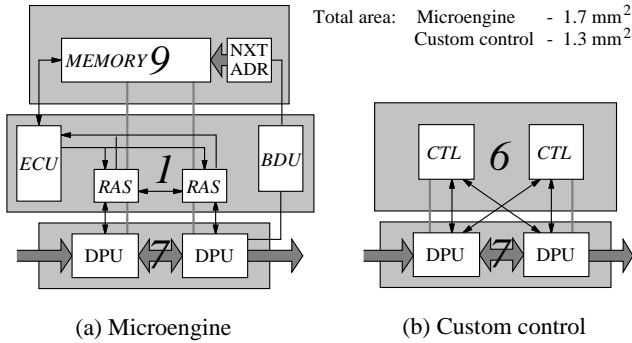 Total area: Microengine - 1.7 mm²
Custom control - 1.3 mm²
MEMORY 9 NXT ADR
ECU RAS 1 RAS BDU
DPU 7 DPU
(a) Microengine
CTL 6 CTL
DPU 7 DPU
(b) Custom control